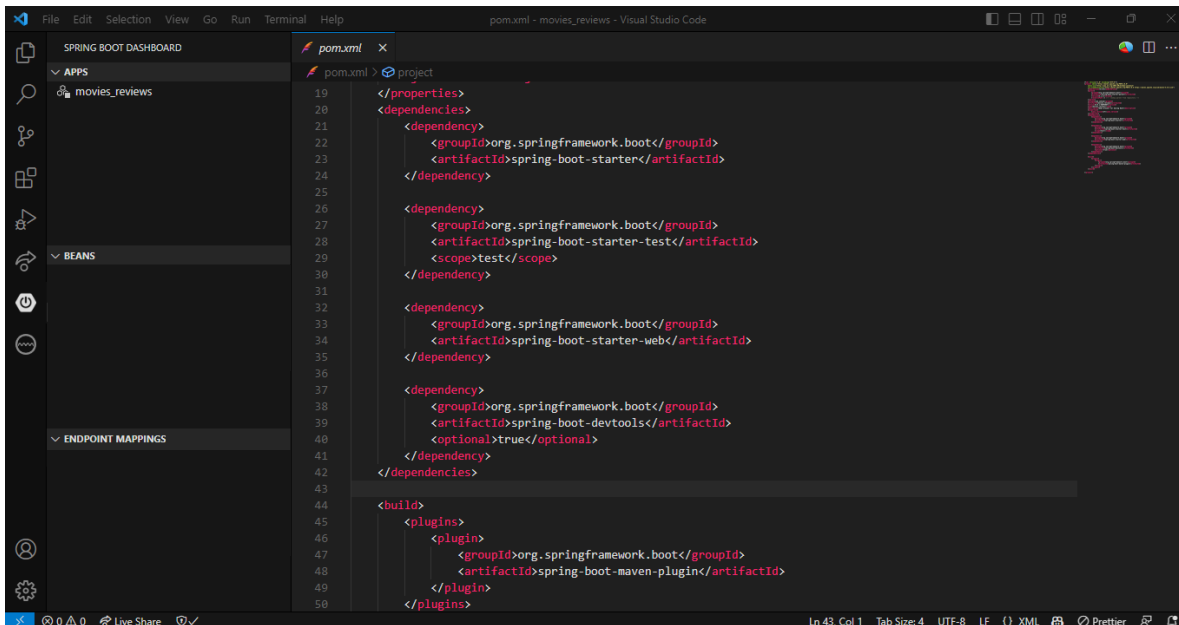 File Edit Selection View Go Run Terminal Help
pom.xml - movies_reviews - Visual Studio Code
SPRING BOOT DASHBOARD
APPS
movies_reviews
BEANS
ENDPOINT MAPPINGS
pom.xml
pom.xml > project
19 </properties>
20 <dependencies>
21 <dependency>
22 <groupId>org.springframework.boot</groupId>
23 <artifactId>spring-boot-starter</artifactId>
24 </dependency>
25
26 <dependency>
27 <groupId>org.springframework.boot</groupId>
28 <artifactId>spring-boot-starter-test</artifactId>
29 <scope>test</scope>
30 </dependency>
31
32 <dependency>
33 <groupId>org.springframework.boot</groupId>
34 <artifactId>spring-boot-starter-web</artifactId>
35 </dependency>
36
37 <dependency>
38 <groupId>org.springframework.boot</groupId>
39 <artifactId>spring-boot-devtools</artifactId>
40 <optional>true</optional>
41 </dependency>
42 </dependencies>
43
44 <build>
45 <plugins>
46 <plugin>
47 <groupId>org.springframework.boot</groupId>
48 <artifactId>spring-boot-maven-plugin</artifactId>
49 </plugin>
50 </plugins>
0 0 Live Share
Ln 43, Col 1 Tab Size: 4 UTF-8 LF {} XML Prettier